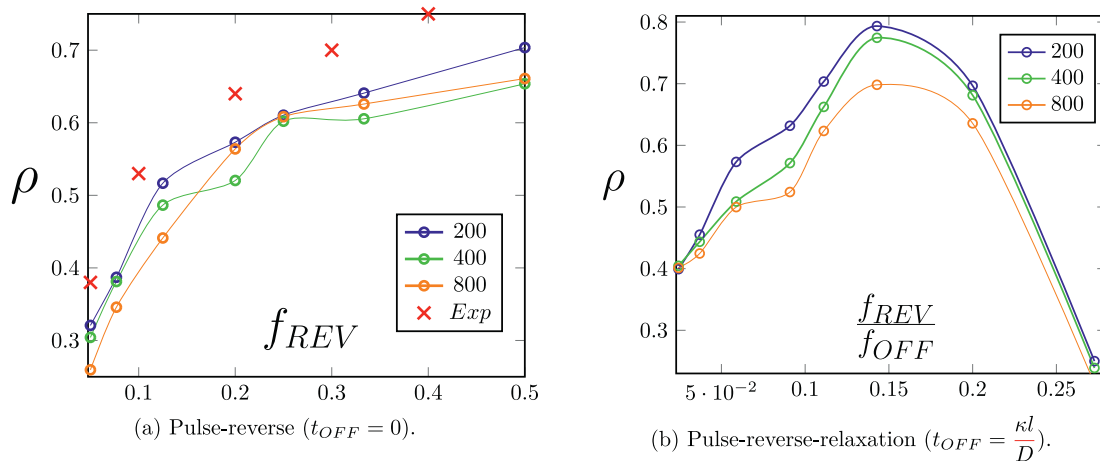 0.7
0.6
0.5
0.4
0.3
ρ
0.1 0.2 0.3 0.4 0.5
f_REV
200
400
800
Exp
(a) Pulse-reverse (t_OFF = 0).
0.8
0.7
0.6
0.5
0.4
0.3
ρ
5 · 10^−2 0.1 0.15 0.2 0.25
f_REV
f_OFF
200
400
800
(b) Pulse-reverse-relaxation (t_OFF = κl/D).